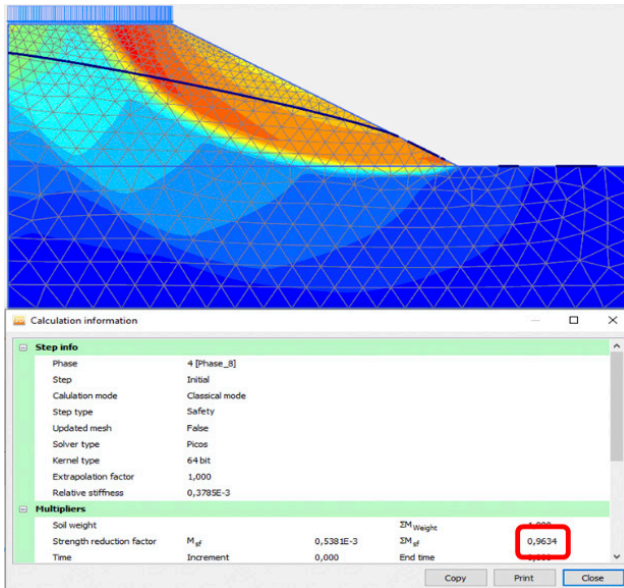 Calculation information
Step info
Phase 4 [Phase_8]
Step Initial
Calulation mode Classical mode
Step type Safety
Updated mesh False
Solver type Picos
Kernel type 64 bit
Extrapolation factor 1,000
Relative stiffness 0,3785E-3
Multipliers
Soil weight ΣM Weight 1,000
Strength reduction factor M sf 0,5381E-3 ΣM sf 0,9634
Time Increment 0,000 End time
Copy Print Close